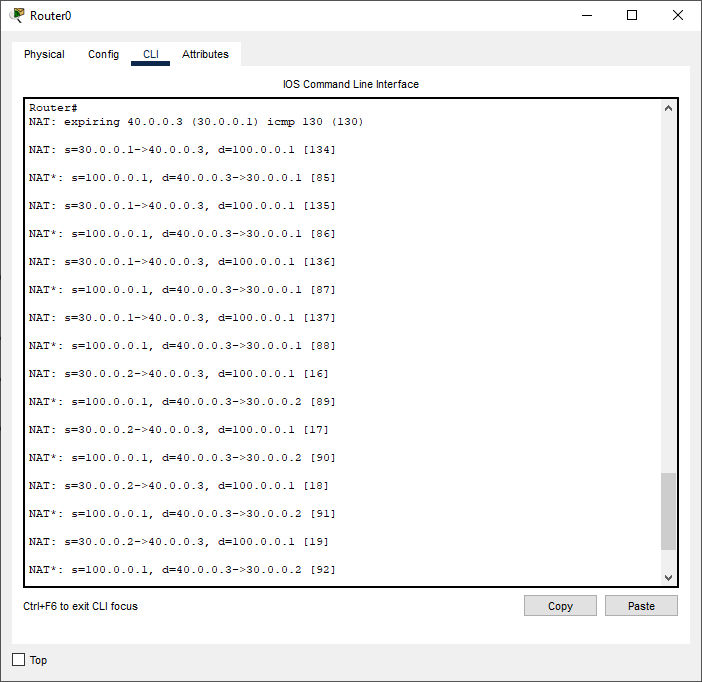 Router0
Physical Config CLI Attributes
IOS Command Line Interface
Router#
NAT: expiring 40.0.0.3 (30.0.0.1) icmp 130 (130)
NAT: s=30.0.0.1->40.0.0.3, d=100.0.0.1 [134]
NAT*: s=100.0.0.1, d=40.0.0.3->30.0.0.1 [85]
NAT: s=30.0.0.1->40.0.0.3, d=100.0.0.1 [135]
NAT*: s=100.0.0.1, d=40.0.0.3->30.0.0.1 [86]
NAT: s=30.0.0.1->40.0.0.3, d=100.0.0.1 [136]
NAT*: s=100.0.0.1, d=40.0.0.3->30.0.0.1 [87]
NAT: s=30.0.0.1->40.0.0.3, d=100.0.0.1 [137]
NAT*: s=100.0.0.1, d=40.0.0.3->30.0.0.1 [88]
NAT: s=30.0.0.2->40.0.0.3, d=100.0.0.1 [16]
NAT*: s=100.0.0.1, d=40.0.0.3->30.0.0.2 [89]
NAT: s=30.0.0.2->40.0.0.3, d=100.0.0.1 [17]
NAT*: s=100.0.0.1, d=40.0.0.3->30.0.0.2 [90]
NAT: s=30.0.0.2->40.0.0.3, d=100.0.0.1 [18]
NAT*: s=100.0.0.1, d=40.0.0.3->30.0.0.2 [91]
NAT: s=30.0.0.2->40.0.0.3, d=100.0.0.1 [19]
NAT*: s=100.0.0.1, d=40.0.0.3->30.0.0.2 [92]
Ctrl+F6 to exit CLI focus Copy Paste
Top